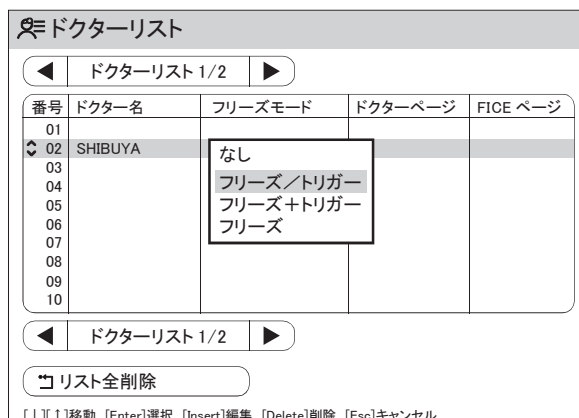 ドクターリスト
ドクターリスト 1/2
番号 ドクター名 フリーズモード ドクターページ FICE ページ
01
02 SHIBUYA
なし
03
フリーズ/トリガー
04
フリーズ+トリガー
05
フリーズ
06
07
08
09
10
ドクターリスト 1/2
リスト全削除
[↓][↑]移動 [Enter]選択 [Insert]編集 [Delete]削除 [Esc]キャンセル